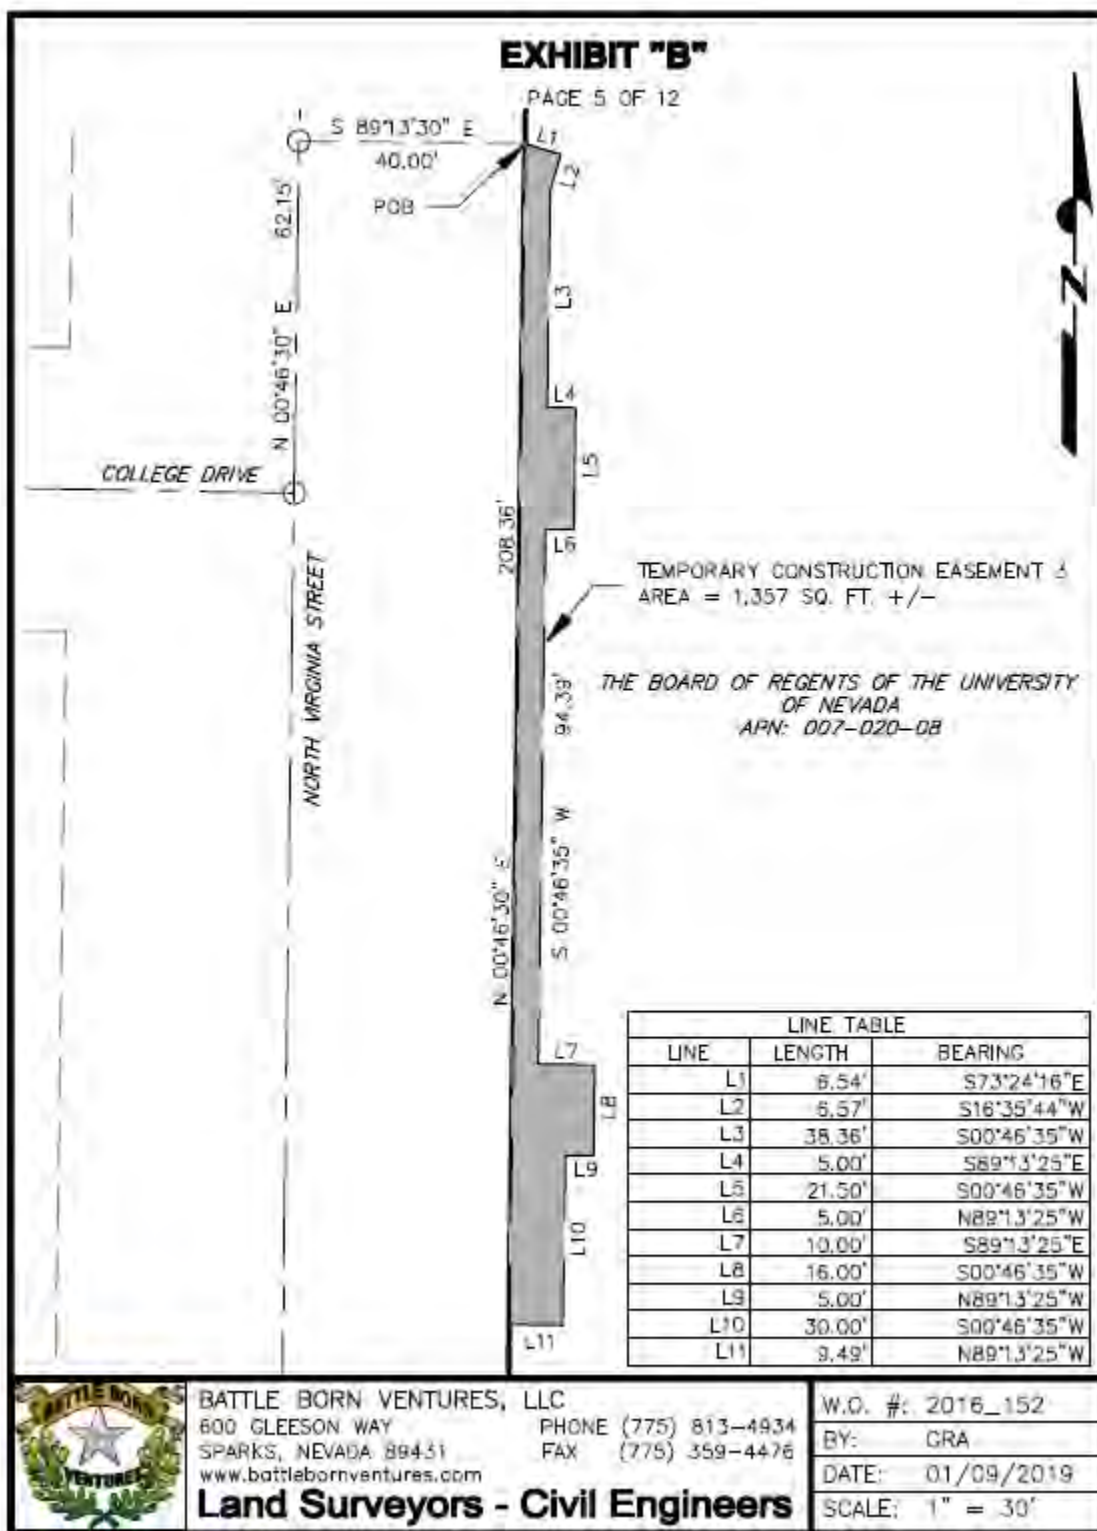 EXHIBIT "B"
PAGE 5 OF 12
S 89°13'30" E
40.00'
POB
L1
L2
N 00°46'30" E 62.15'
L3
L4
COLLEGE DRIVE
L5
L6
208.36'
NORTH VIRGINIA STREET
TEMPORARY CONSTRUCTION EASEMENT
AREA = 1,357 SQ. FT. +/-
THE BOARD OF REGENTS OF THE UNIVERSITY
OF NEVADA
APN: 007-020-08
S 00°46'35" W 94.39'
N 00°46'30" E
L7
L8
L9
L10
L11
N
LINE TABLE
LINE LENGTH BEARING
L1 6.54' S73°24'16"E
L2 6.57' S16°35'44"W
L3 38.36' S00°46'35"W
L4 5.00' S89°13'25"E
L5 21.50' S00°46'35"W
L6 5.00' N89°13'25"W
L7 10.00' S89°13'25"E
L8 16.00' S00°46'35"W
L9 5.00' N89°13'25"W
L10 30.00' S00°46'35"W
L11 9.49' N89°13'25"W
BATTLE BORN
VENTURES
BATTLE BORN VENTURES, LLC
600 GLEESON WAY PHONE (775) 813-4934
SPARKS, NEVADA 89431 FAX (775) 359-4476
www.battlebornventures.com
Land Surveyors - Civil Engineers
W.O. #: 2016_152
BY: GRA
DATE: 01/09/2019
SCALE: 1" = 30'